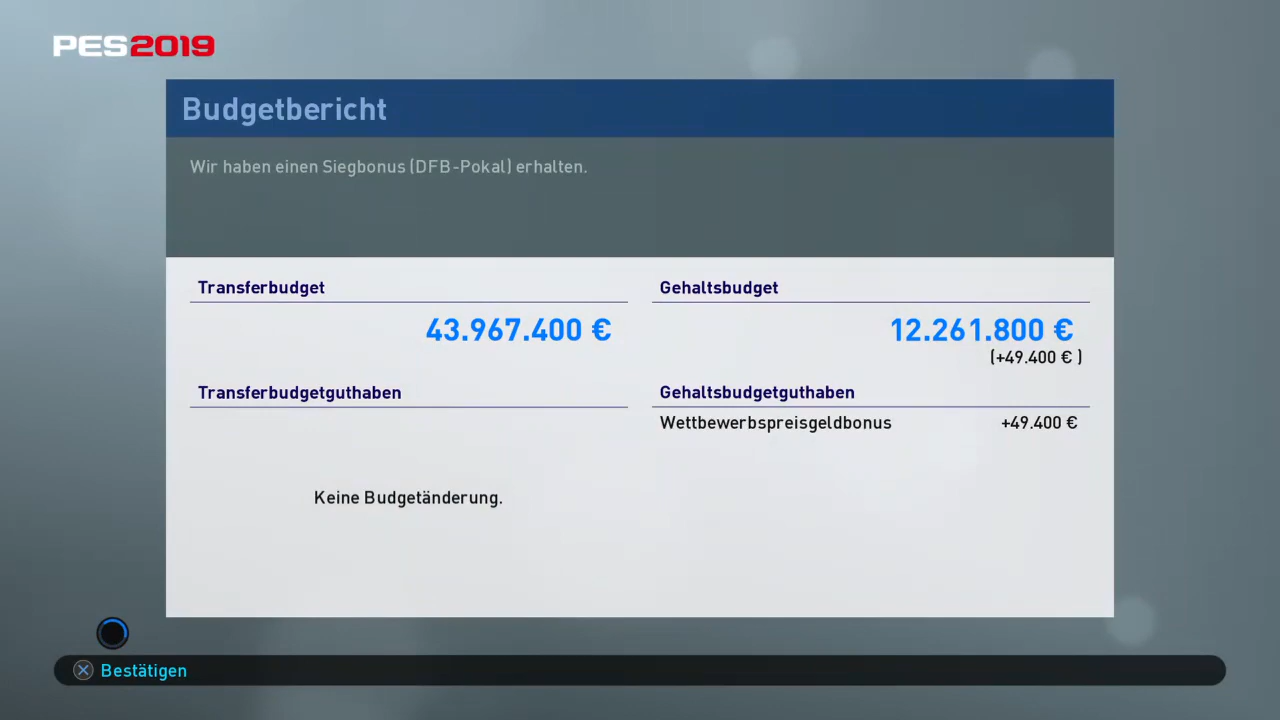 PES2019
Budgetbericht
Wir haben einen Siegbonus (DFB-Pokal) erhalten.
Transferbudget
43.967.400 €
Gehaltsbudget
12.261.800 €
(+49.400 € )
Transferbudgetguthaben
Keine Budgetänderung.
Gehaltsbudgetguthaben
Wettbewerbspreisgeldbonus +49.400 €
Bestätigen